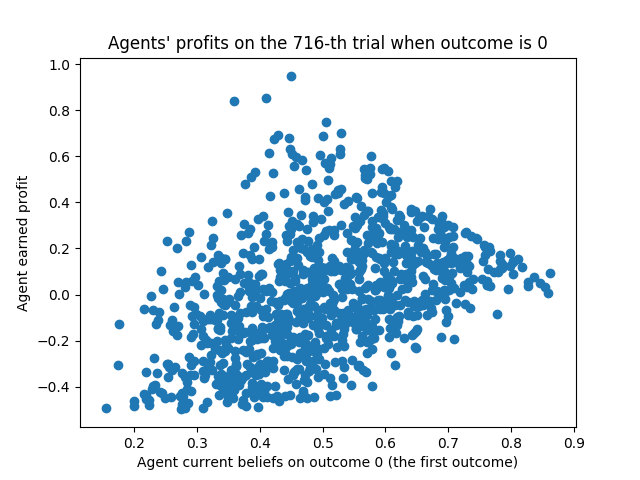 Agents' profits on the 716-th trial when outcome is 0
Agent earned profit
1.0
0.8
0.6
0.4
0.2
0.0
−0.2
−0.4
0.2 0.3 0.4 0.5 0.6 0.7 0.8 0.9
Agent current beliefs on outcome 0 (the first outcome)